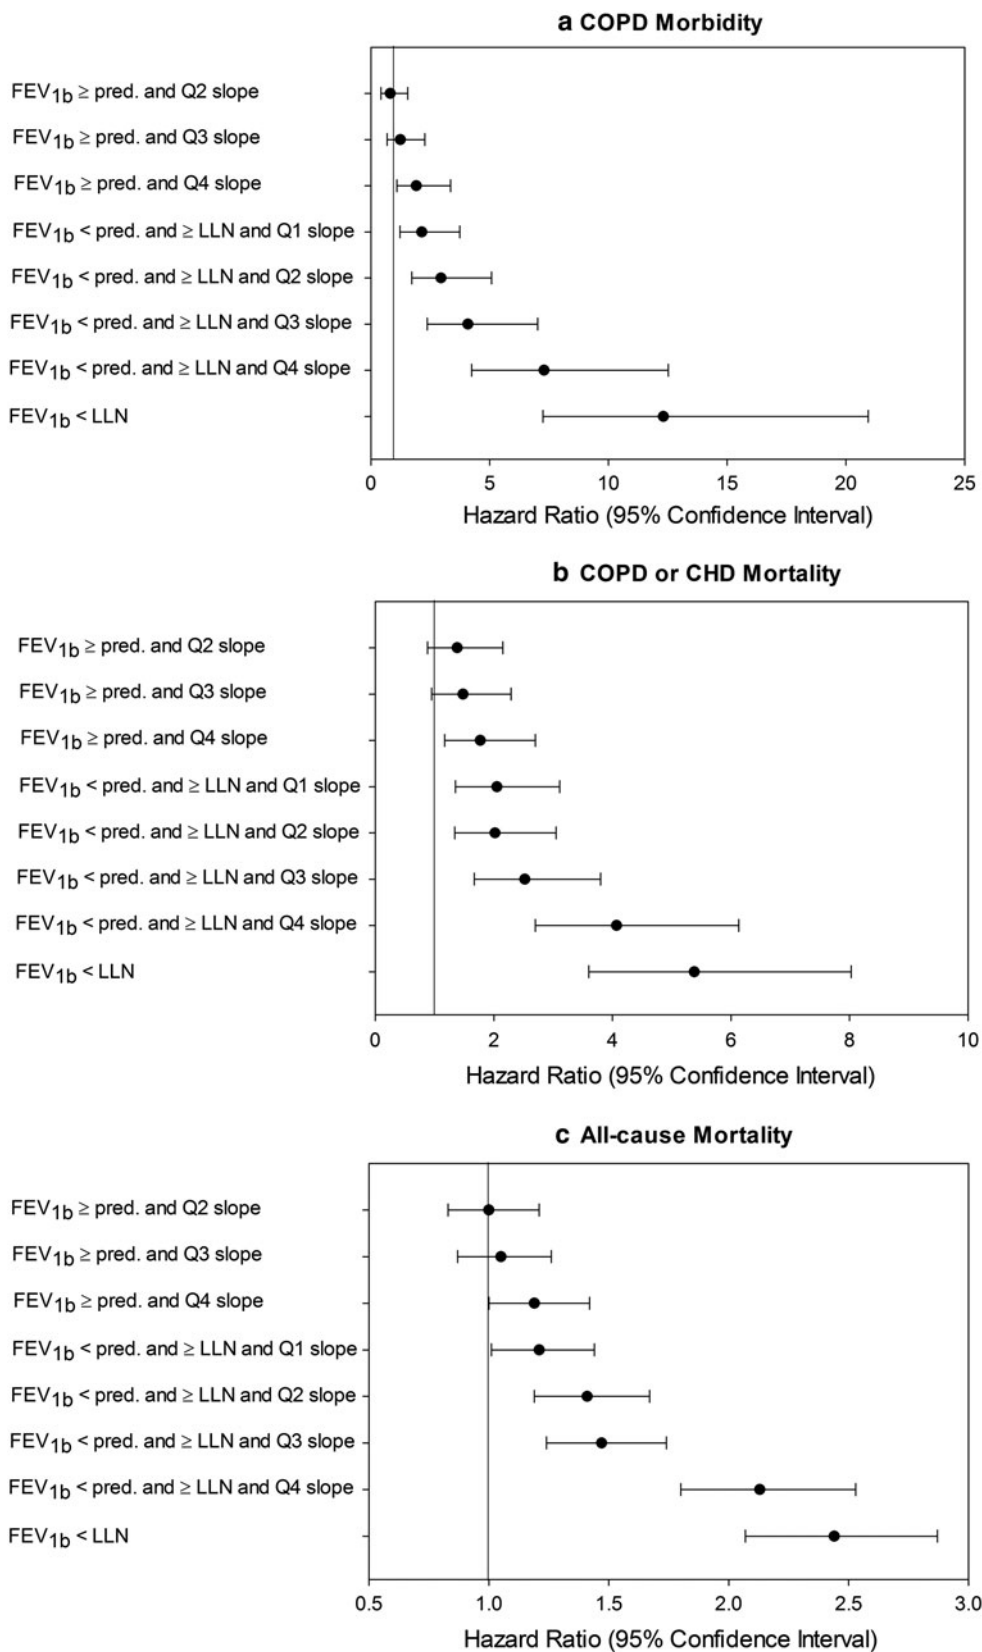 a COPD Morbidity
FEV1b ≥ pred. and Q2 slope
FEV1b ≥ pred. and Q3 slope
FEV1b ≥ pred. and Q4 slope
FEV1b < pred. and ≥ LLN and Q1 slope
FEV1b < pred. and ≥ LLN and Q2 slope
FEV1b < pred. and ≥ LLN and Q3 slope
FEV1b < pred. and ≥ LLN and Q4 slope
FEV1b < LLN
0 5 10 15 20 25
Hazard Ratio (95% Confidence Interval)
b COPD or CHD Mortality
FEV1b ≥ pred. and Q2 slope
FEV1b ≥ pred. and Q3 slope
FEV1b ≥ pred. and Q4 slope
FEV1b < pred. and ≥ LLN and Q1 slope
FEV1b < pred. and ≥ LLN and Q2 slope
FEV1b < pred. and ≥ LLN and Q3 slope
FEV1b < pred. and ≥ LLN and Q4 slope
FEV1b < LLN
0 2 4 6 8 10
Hazard Ratio (95% Confidence Interval)
c All-cause Mortality
FEV1b ≥ pred. and Q2 slope
FEV1b ≥ pred. and Q3 slope
FEV1b ≥ pred. and Q4 slope
FEV1b < pred. and ≥ LLN and Q1 slope
FEV1b < pred. and ≥ LLN and Q2 slope
FEV1b < pred. and ≥ LLN and Q3 slope
FEV1b < pred. and ≥ LLN and Q4 slope
FEV1b < LLN
0.5 1.0 1.5 2.0 2.5 3.0
Hazard Ratio (95% Confidence Interval)